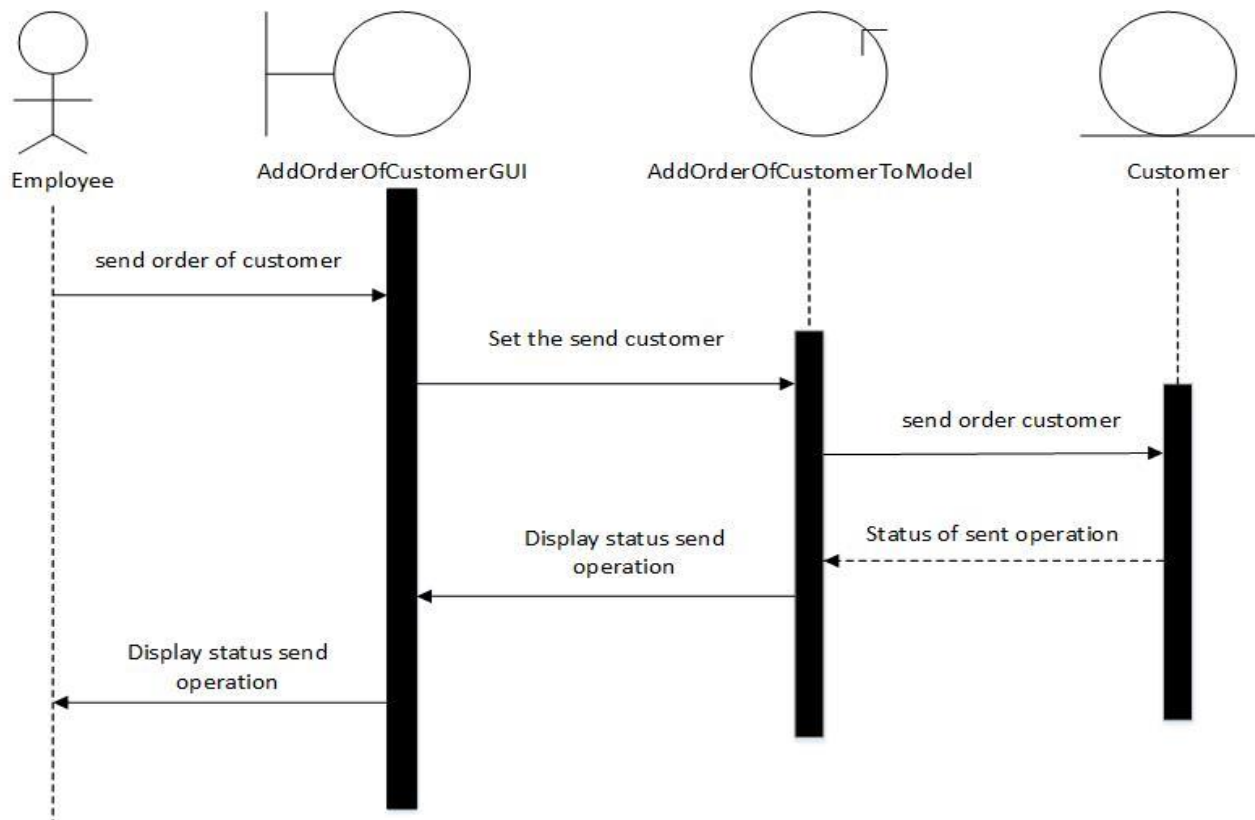 Employee
AddOrderOfCustomerGUI
AddOrderOfCustomerToModel
Customer
send order of customer
Set the send customer
send order customer
Status of sent operation
Display status send
operation
Display status send
operation